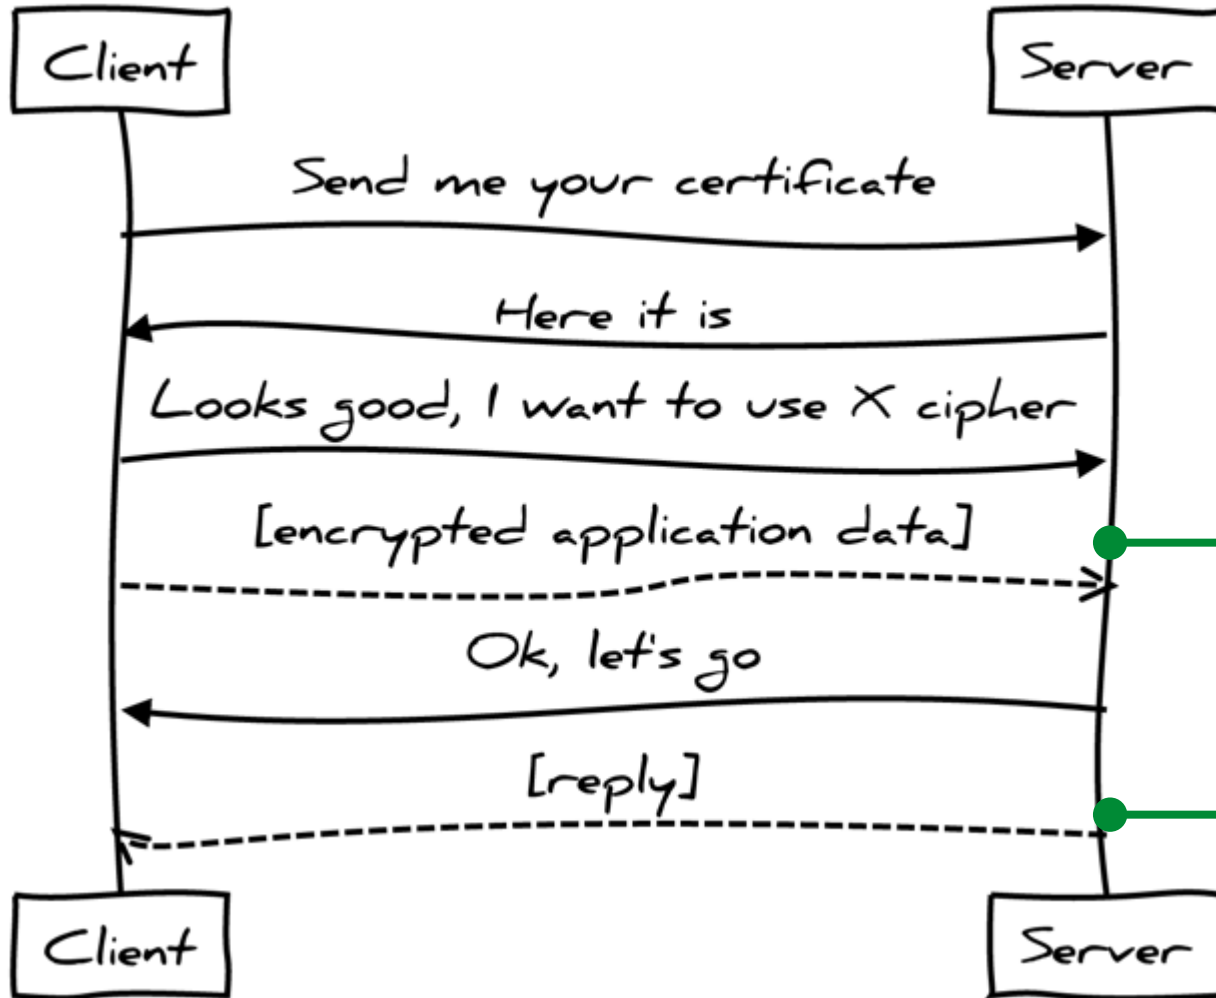 Client
Server
Send me your certificate
Here it is
Looks good, I want to use X cipher
[encrypted application data]
Ok, let's go
[reply]
Client
Server